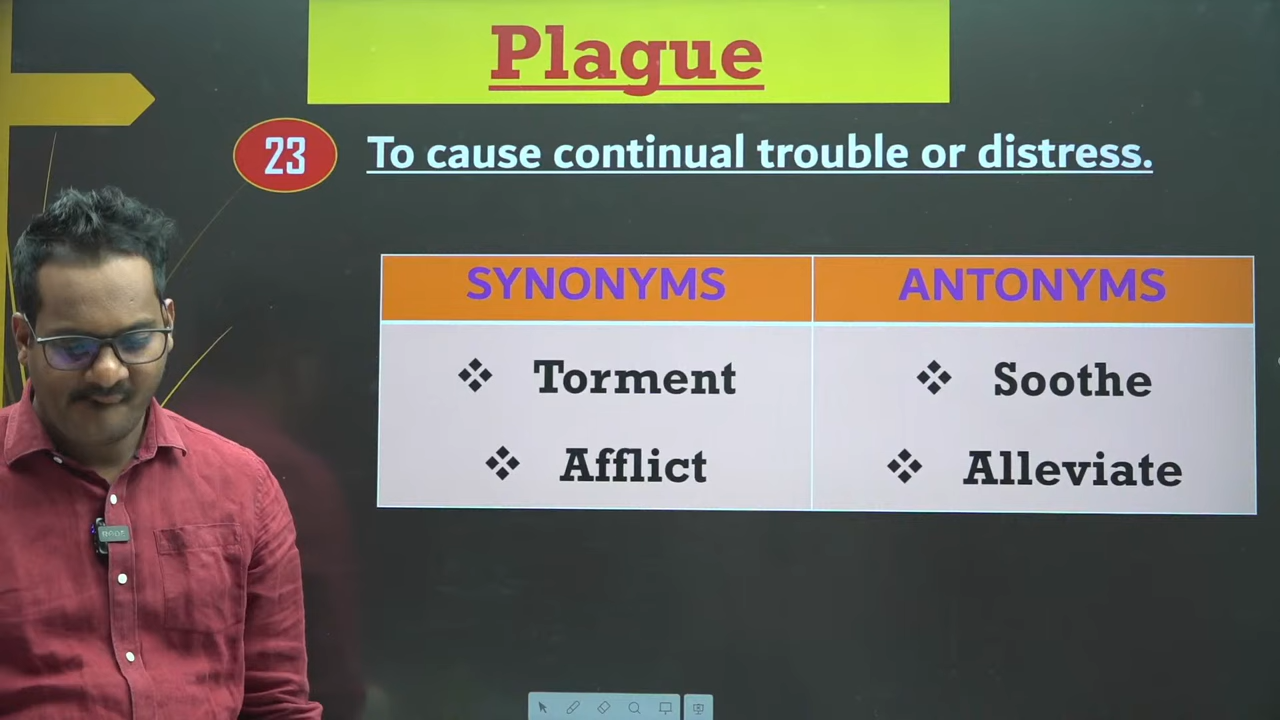 Plague
23 To cause continual trouble or distress.
SYNONYMS ANTONYMS
❖ Torment ❖ Soothe
❖ Afflict ❖ Alleviate